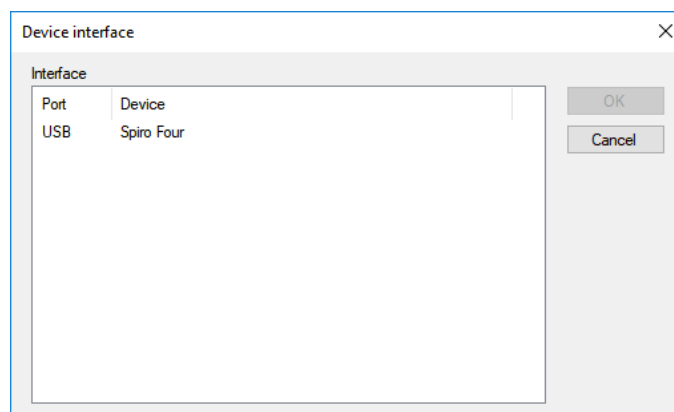 Device interface
Interface
Port Device
USB Spiro Four
OK
Cancel